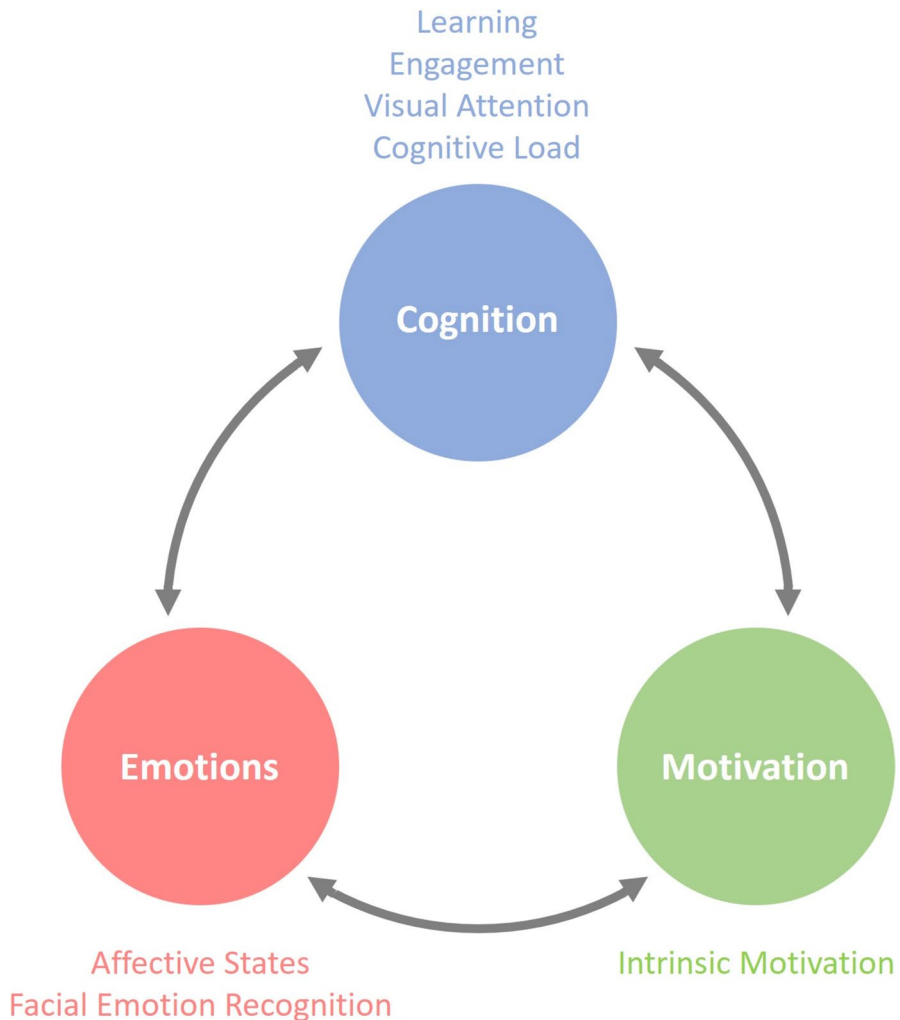 Learning
Engagement
Visual Attention
Cognitive Load
Cognition
Emotions
Motivation
Affective States
Facial Emotion Recognition
Intrinsic Motivation